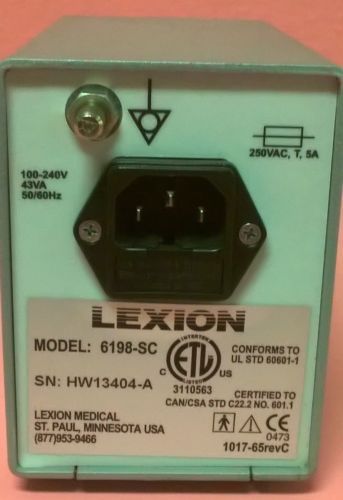 250VAC, T, 5A
100-240V
43VA
50/60Hz
LEXION
MODEL: 6198-SC
SN: HW13404-A
INTERTEK
ETL
C US
3110563
CONFORMS TO
UL STD 60601-1
CERTIFIED TO
CAN/CSA STD C22.2 NO. 601.1
LEXION MEDICAL
ST. PAUL, MINNESOTA USA
(877)953-9466
CE
0473
1017-65revC